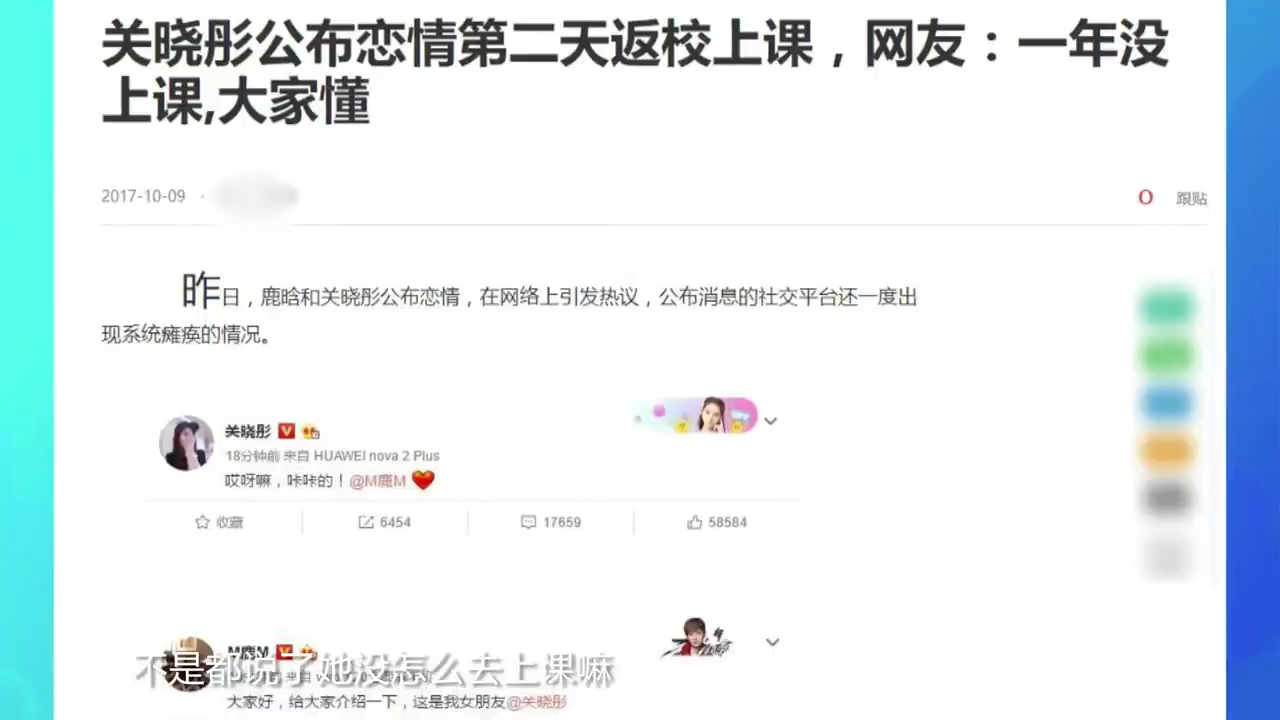 关晓彤公布恋情第二天返校上课，网友：一年没
上课,大家懂
2017-10-09
0 跟贴
昨日，鹿晗和关晓彤公布恋情，在网络上引发热议，公布消息的社交平台还一度出
现系统瘫痪的情况。
关晓彤
18分钟前 来自 HUAWEI nova 2 Plus
哎呀嘛，咔咔的！@M鹿M
收藏 6454 17659 58584
M鹿M
不是都说了她没怎么去上课嘛
大家好，给大家介绍一下，这是我女朋友@关晓彤